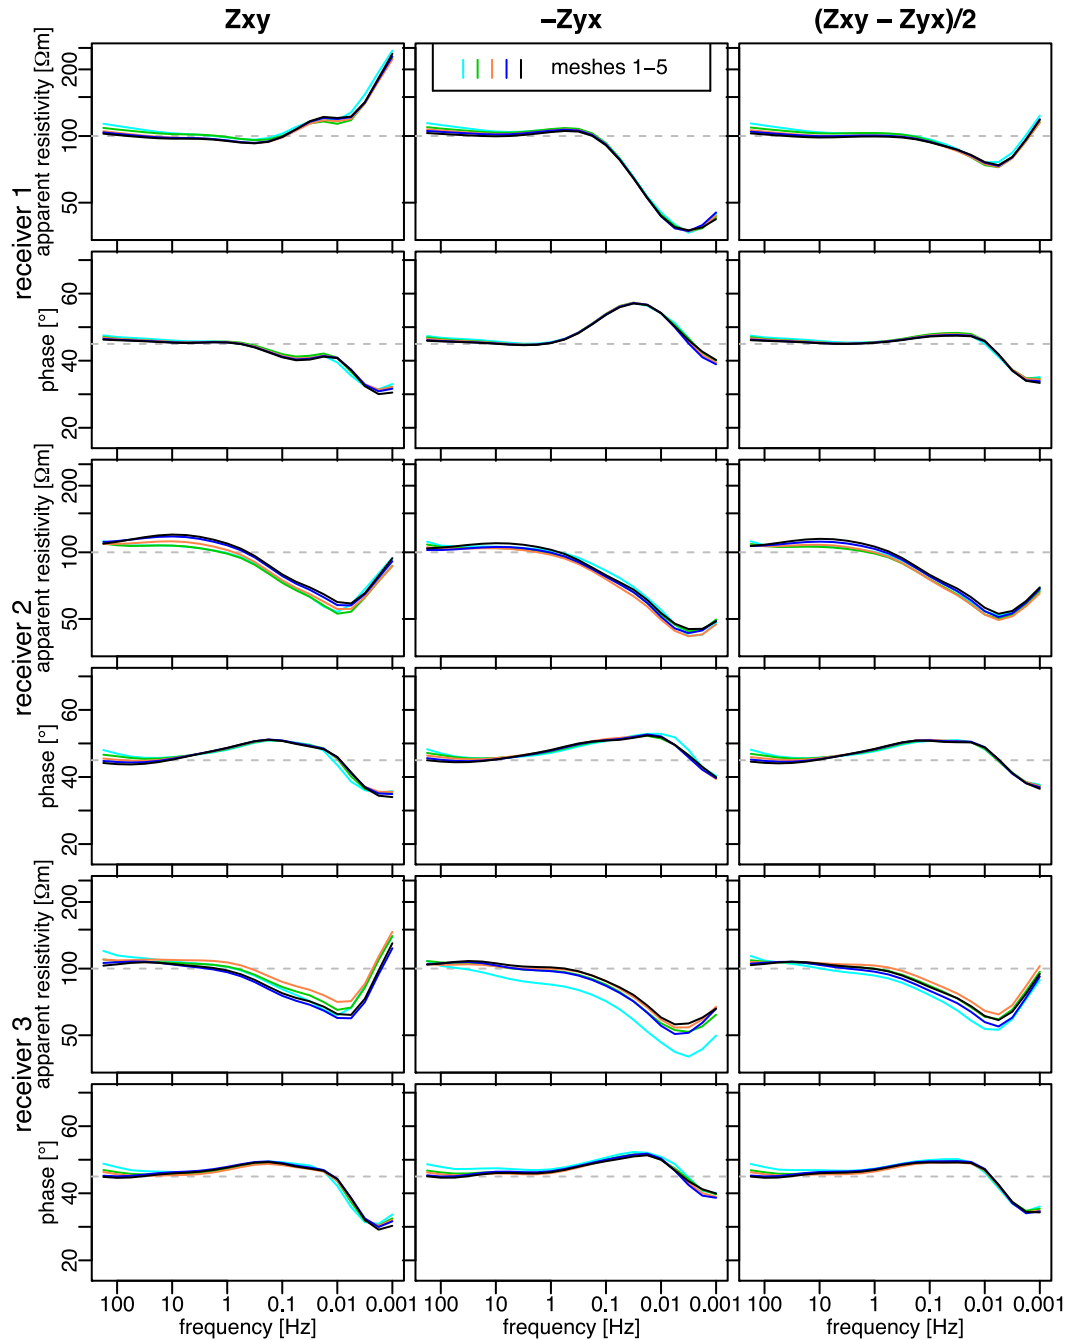 Zxy
−Zyx
(Zxy − Zyx)/2
meshes 1−5
receiver 1
apparent resistivity [Ωm]
50
100
200
phase [°]
20
40
60
receiver 2
apparent resistivity [Ωm]
50
100
200
phase [°]
20
40
60
receiver 3
apparent resistivity [Ωm]
50
100
200
phase [°]
20
40
60
100 10 1 0.1 0.01 0.001
100 10 1 0.1 0.01 0.001
100 10 1 0.1 0.01 0.001
frequency [Hz]
frequency [Hz]
frequency [Hz]